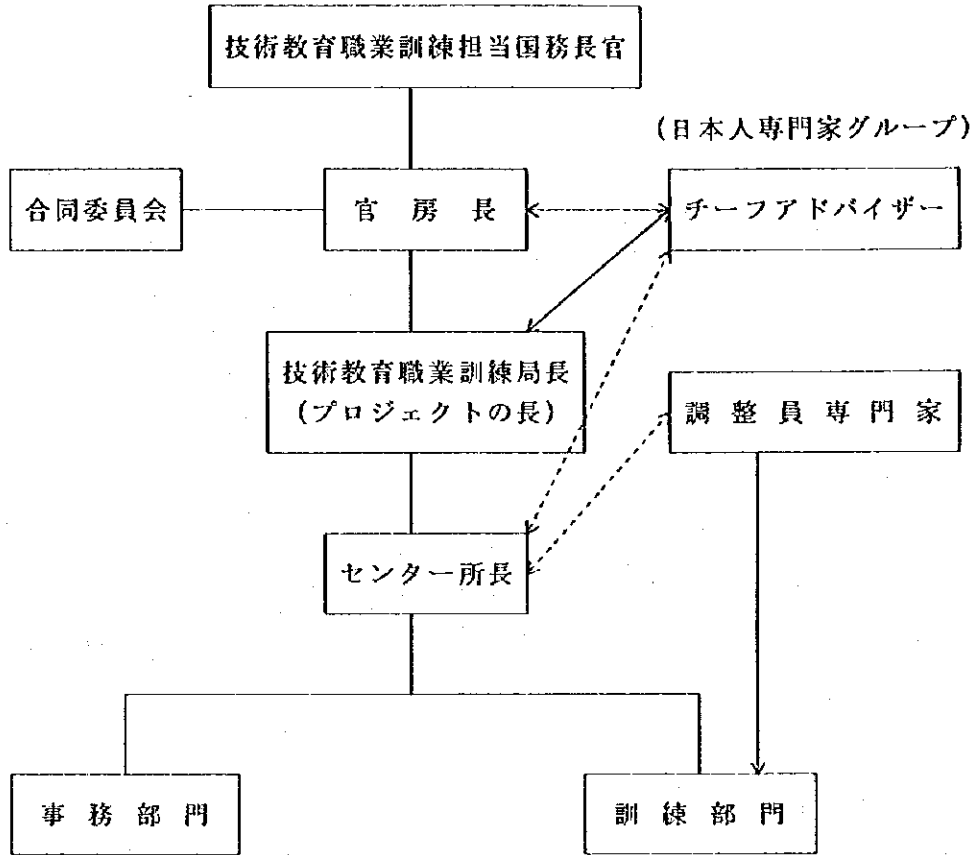 技術教育職業訓練担当国務長官
(日本人専門家グループ)
合同委員会
官房長
チーフアドバイザー
技術教育職業訓練局長
(プロジェクトの長)
調整員専門家
センター所長
事務部門
訓練部門